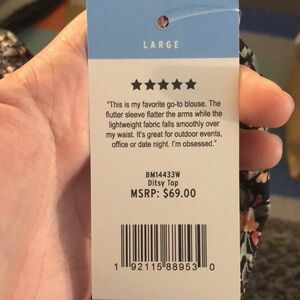 LARGE
★★★★★
"This is my favorite go-to blouse. The
flutter sleeve flatter the arms while the
lightweight fabric falls smoothly over
my waist. It's great for outdoor events,
office or date night. I'm obsessed."
BM14433W
Ditsy Top
MSRP: $69.00
1 92115 88953 0